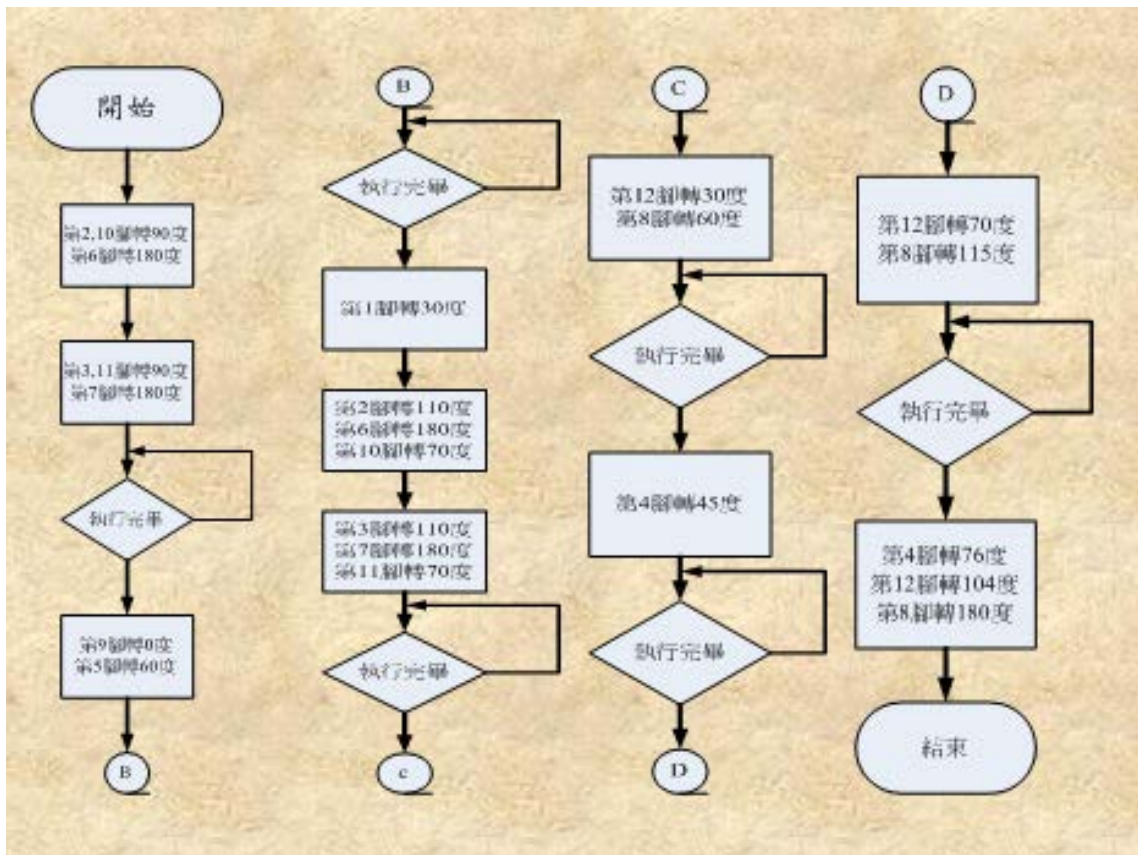 開始
第2,10腳轉90度
第6腳轉180度
第3,11腳轉90度
第7腳轉180度
執行完畢
第9腳轉0度
第5腳轉60度
B
B
執行完畢
第1腳轉30度
第2腳轉110度
第6腳轉180度
第10腳轉70度
第3腳轉110度
第7腳轉180度
第11腳轉70度
執行完畢
c
C
第12腳轉30度
第8腳轉60度
執行完畢
第4腳轉45度
執行完畢
D
D
第12腳轉70度
第8腳轉115度
執行完畢
第4腳轉76度
第12腳轉104度
第8腳轉180度
結束